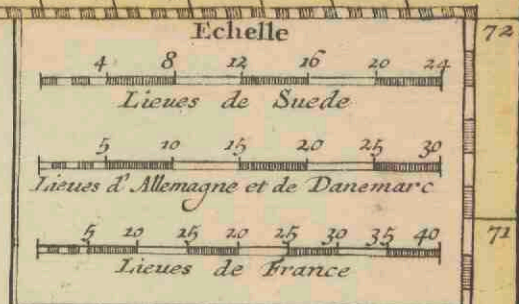 Echelle
72
4 8 12 16 20 24
Lieues de Suede
5 10 15 20 25 30
Lieues d'Allemagne et de Danemarc
71
5 10 15 20 25 30 35 40
Lieues de France